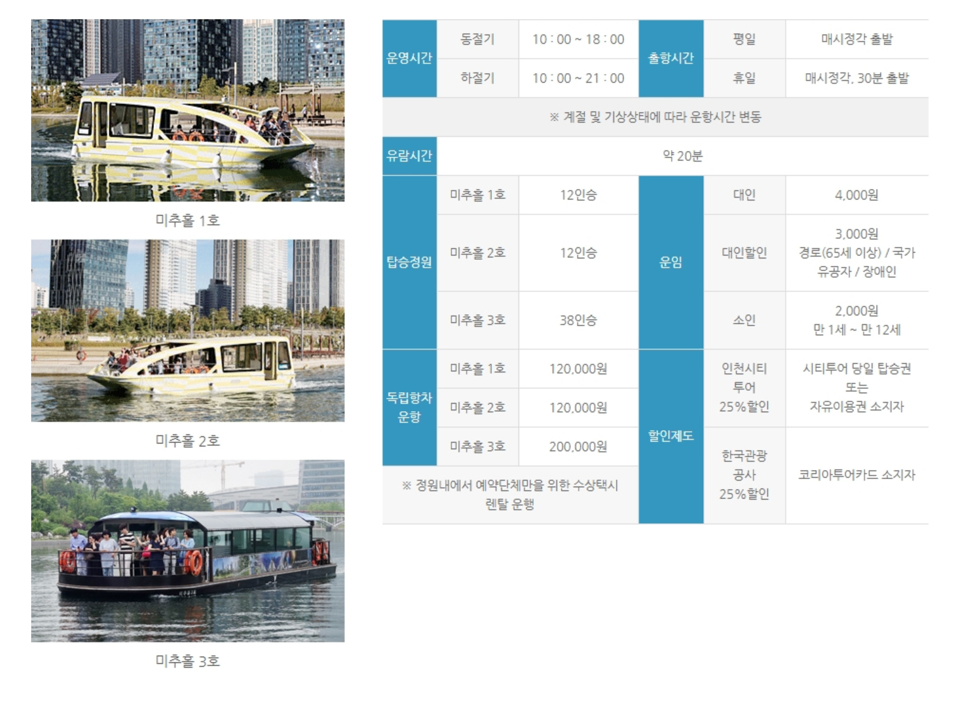 미추홀 1호
미추홀 2호
미추홀 3호
운영시간 동절기 10 : 00 ~ 18 : 00 출항시간 평일 매시정각 출발
하절기 10 : 00 ~ 21 : 00 휴일 매시정각, 30분 출발
※ 계절 및 기상상태에 따라 운항시간 변동
유람시간 약 20분
탑승정원 미추홀 1호 12인승 운임 대인 4,000원
미추홀 2호 12인승 대인할인 3,000원
경로(65세 이상) / 국가
유공자 / 장애인
미추홀 3호 38인승 소인 2,000원
만 1세 ~ 만 12세
독립항차
운항
미추홀 1호 120,000원
미추홀 2호 120,000원
미추홀 3호 200,000원
※ 정원내에서 예약단체만을 위한 수상택시
렌탈 운행
할인제도
인천시티
투어
25%할인
시티투어 당일 탑승권
또는
자유이용권 소지자
한국관광
공사
25%할인
코리아투어카드 소지자